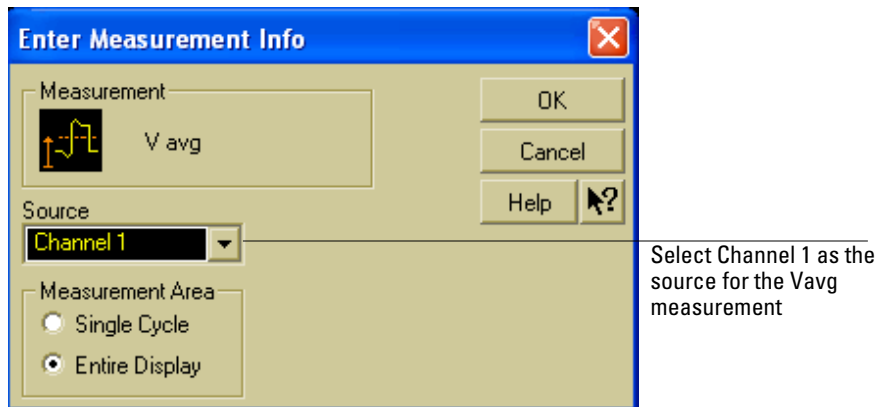 Enter Measurement Info
Measurement
V avg
OK
Cancel
Help
?
Source
Channel 1
Select Channel 1 as the
source for the Vavg
measurement
Measurement Area
Single Cycle
Entire Display